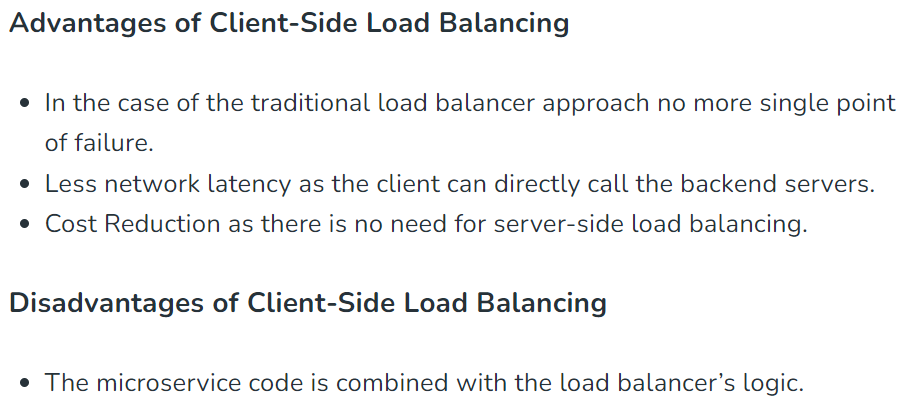 Advantages of Client-Side Load Balancing
• In the case of the traditional load balancer approach no more single point
of failure.
• Less network latency as the client can directly call the backend servers.
• Cost Reduction as there is no need for server-side load balancing.
Disadvantages of Client-Side Load Balancing
• The microservice code is combined with the load balancer’s logic.